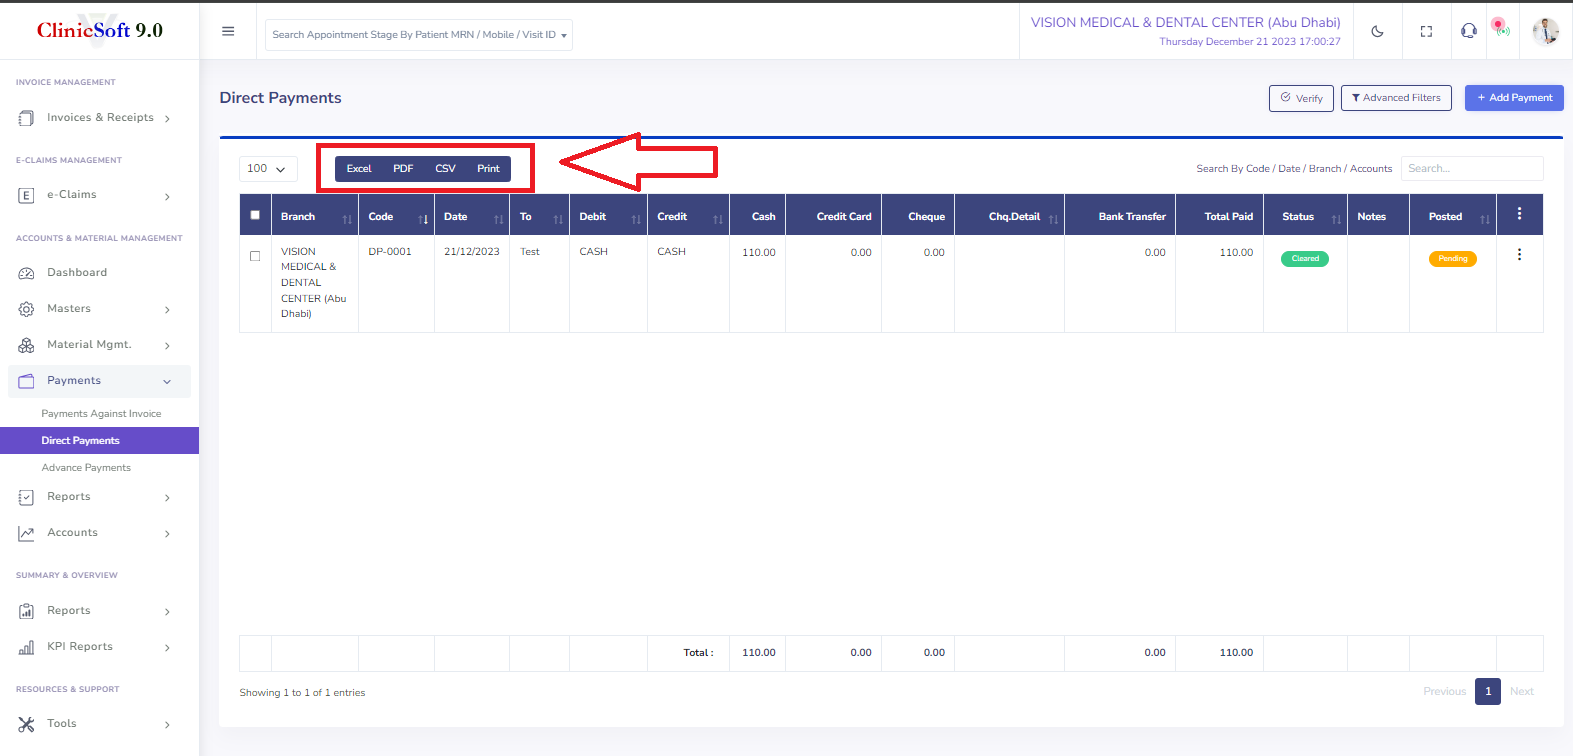 ClinicSoft 9.0
Search Appointment Stage By Patient MRN / Mobile / Visit ID
VISION MEDICAL & DENTAL CENTER (Abu Dhabi)
Thursday December 21 2023 17:00:27
INVOICE MANAGEMENT
Invoices & Receipts
E-CLAIMS MANAGEMENT
E
e-Claims
ACCOUNTS & MATERIAL MANAGEMENT
Dashboard
Masters
Material Mgmt.
Payments
Payments Against Invoice
Direct Payments
Advance Payments
Reports
Accounts
SUMMARY & OVERVIEW
Reports
KPI Reports
RESOURCES & SUPPORT
Tools
Direct Payments
Verify
Advanced Filters
+ Add Payment
100
Excel PDF CSV Print
Search By Code / Date / Branch / Accounts
Search...
Branch Code Date To Debit Credit Cash Credit Card Cheque Chq.Detail Bank Transfer Total Paid Status Notes Posted
VISION DP-0001 21/12/2023 Test CASH CASH 110.00 0.00 0.00 0.00 110.00 Cleared Pending
MEDICAL &
DENTAL
CENTER (Abu
Dhabi)
Total : 110.00 0.00 0.00 0.00 110.00
Showing 1 to 1 of 1 entries
Previous 1 Next